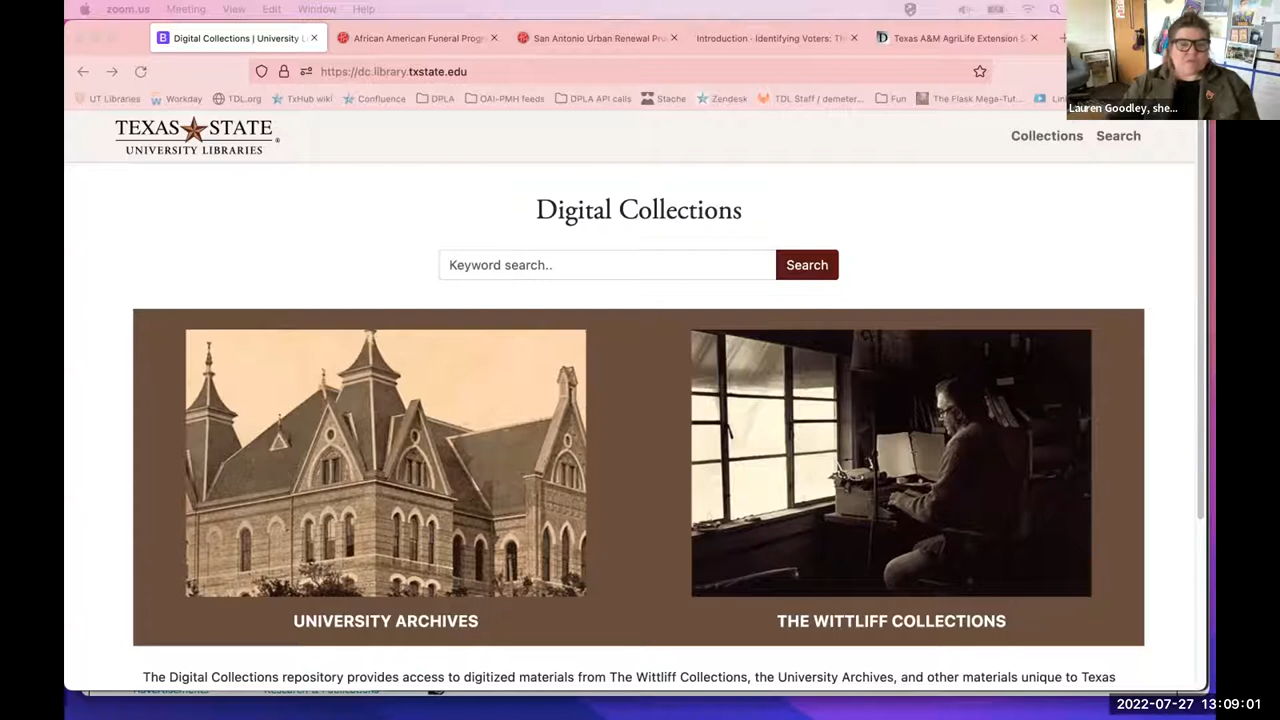 zoom.us Meeting View Edit Window Help
Digital Collections | University L
African American Funeral Progr
San Antonio Urban Renewal Pro
Introduction · Identifying Voters: Th
Texas A&M AgriLife Extension S
https://dc.library.txstate.edu
UT Libraries Workday TDL.org TxHub wiki Confluence DPLA OAI-PMH feeds DPLA API calls Stache Zendesk TDL Staff / demeter... Fun The Flask Mega-Tut... Lin
Lauren Goodley, she...
TEXAS STATE
UNIVERSITY LIBRARIES
Collections Search
Digital Collections
Keyword search.. Search
UNIVERSITY ARCHIVES
THE WITTLIFF COLLECTIONS
The Digital Collections repository provides access to digitized materials from The Wittliff Collections, the University Archives, and other materials unique to Texas
2022-07-27 13:09:01